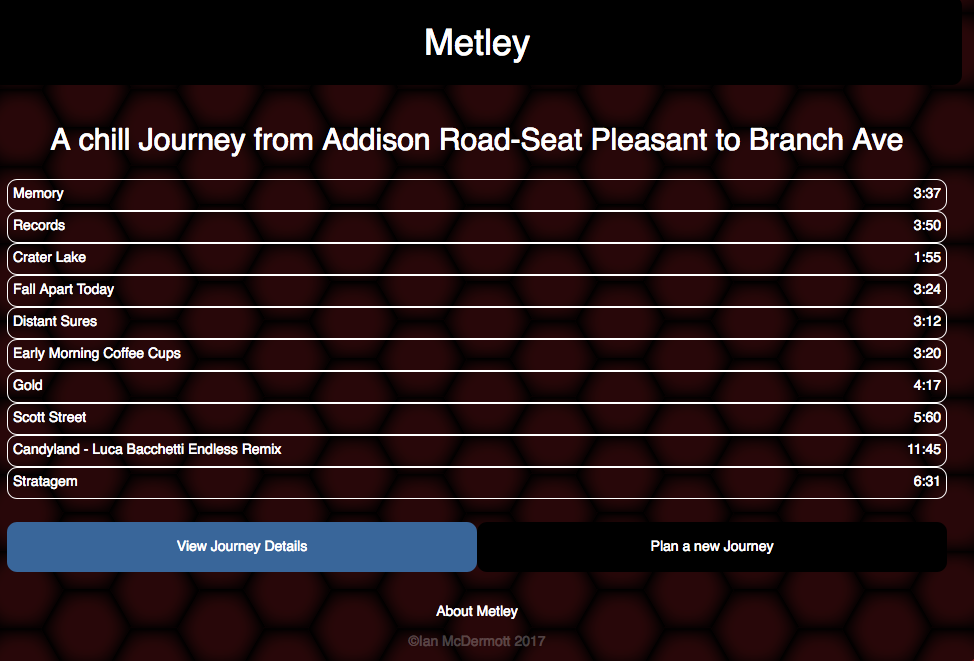 Metley
A chill Journey from Addison Road-Seat Pleasant to Branch Ave
Memory 3:37
Records 3:50
Crater Lake 1:55
Fall Apart Today 3:24
Distant Sures 3:12
Early Morning Coffee Cups 3:20
Gold 4:17
Scott Street 5:60
Candyland - Luca Bacchetti Endless Remix 11:45
Stratagem 6:31
View Journey Details Plan a new Journey
About Metley
©Ian McDermott 2017